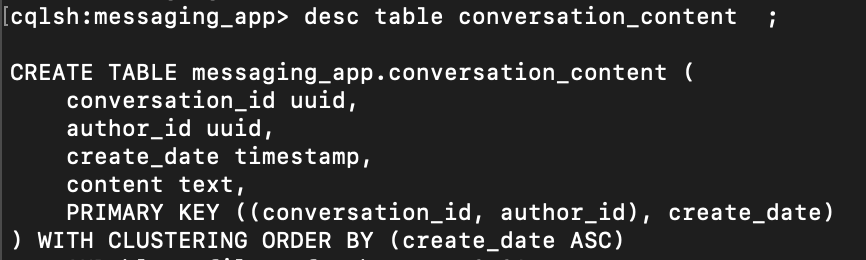 [cqlsh:messaging_app> desc table conversation_content  ;
CREATE TABLE messaging_app.conversation_content (
    conversation_id uuid,
    author_id uuid,
    create_date timestamp,
    content text,
    PRIMARY KEY ((conversation_id, author_id), create_date)
) WITH CLUSTERING ORDER BY (create_date ASC)